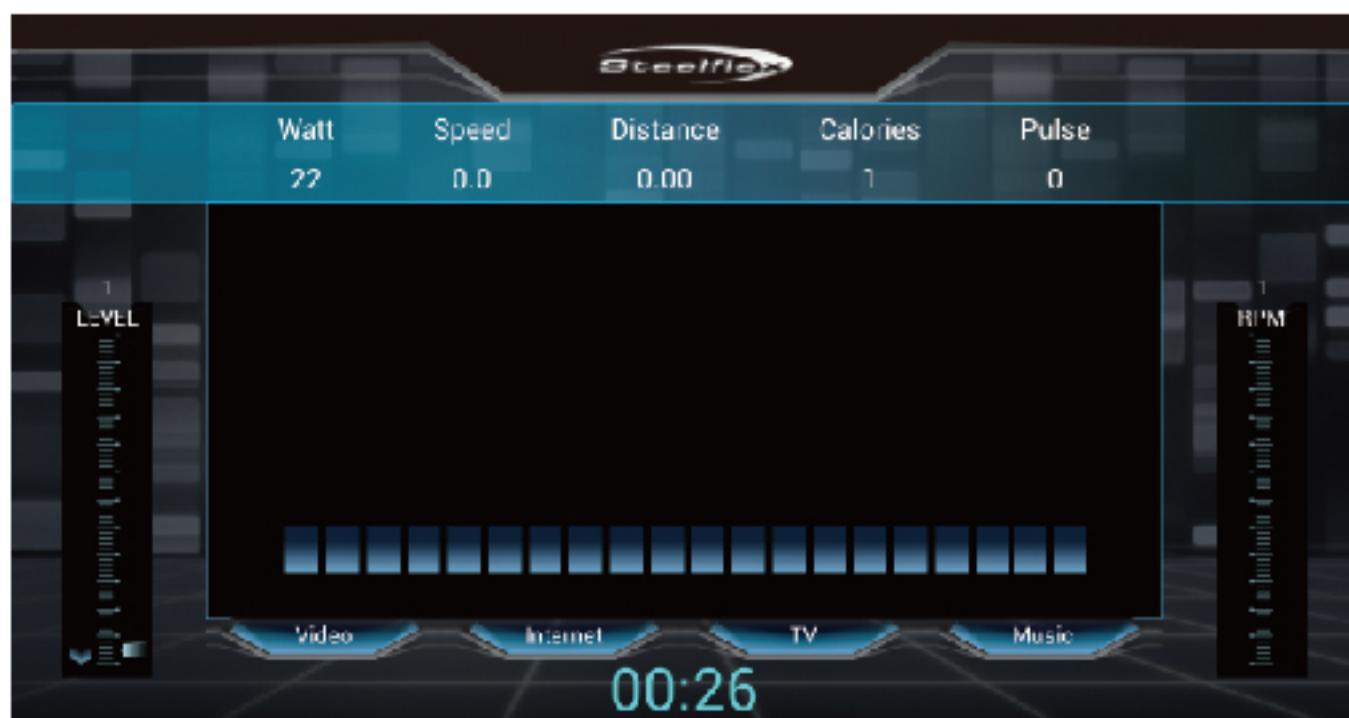 Steelflex
Watt Speed Distance Calories Pulse
22 0.0 0.00 1 0
1 1
LEVEL RPM
Video Internet TV Music
00:26